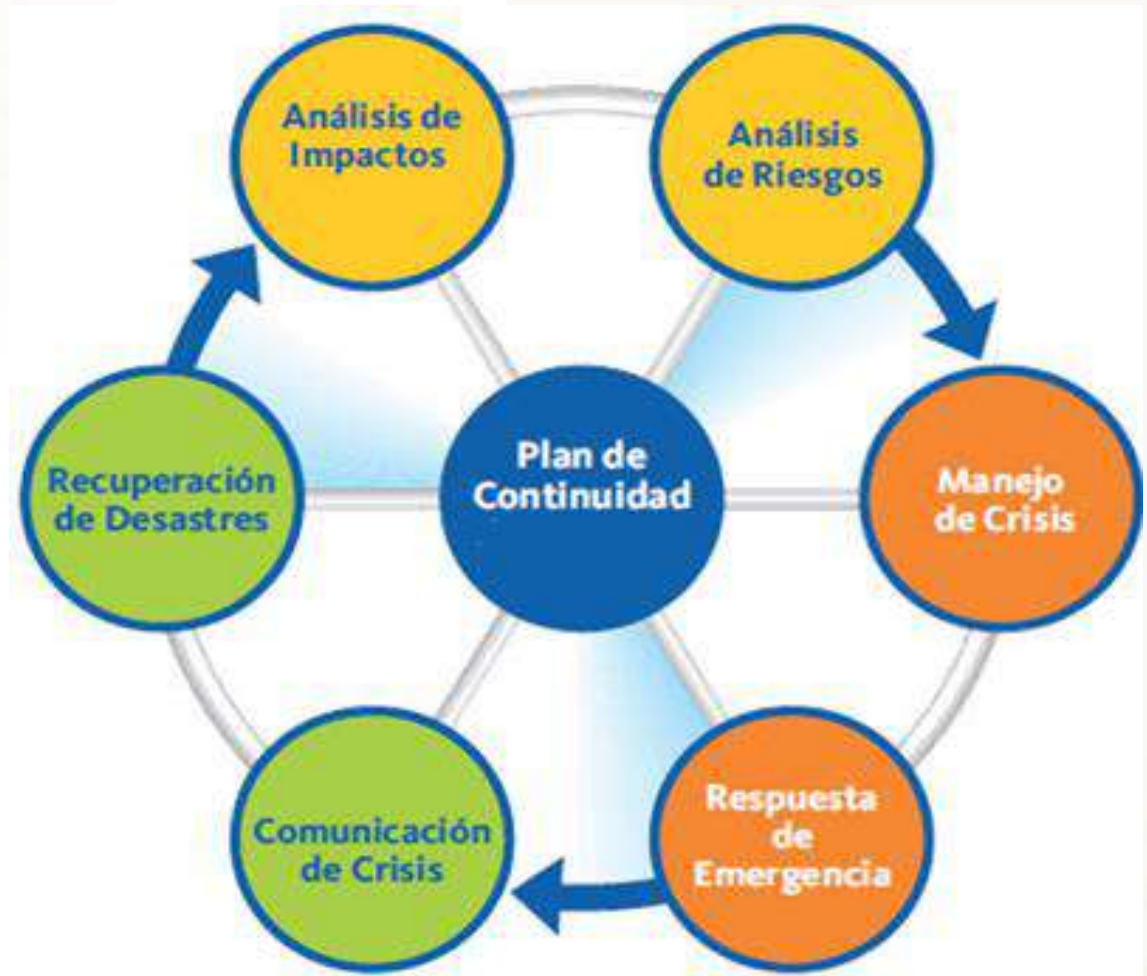 Análisis de
Impactos
Análisis
de Riesgos
Plan de
Continuidad
Manejo
de Crisis
Respuesta
de
Emergencia
Comunicación
de Crisis
Recuperación
de Desastres